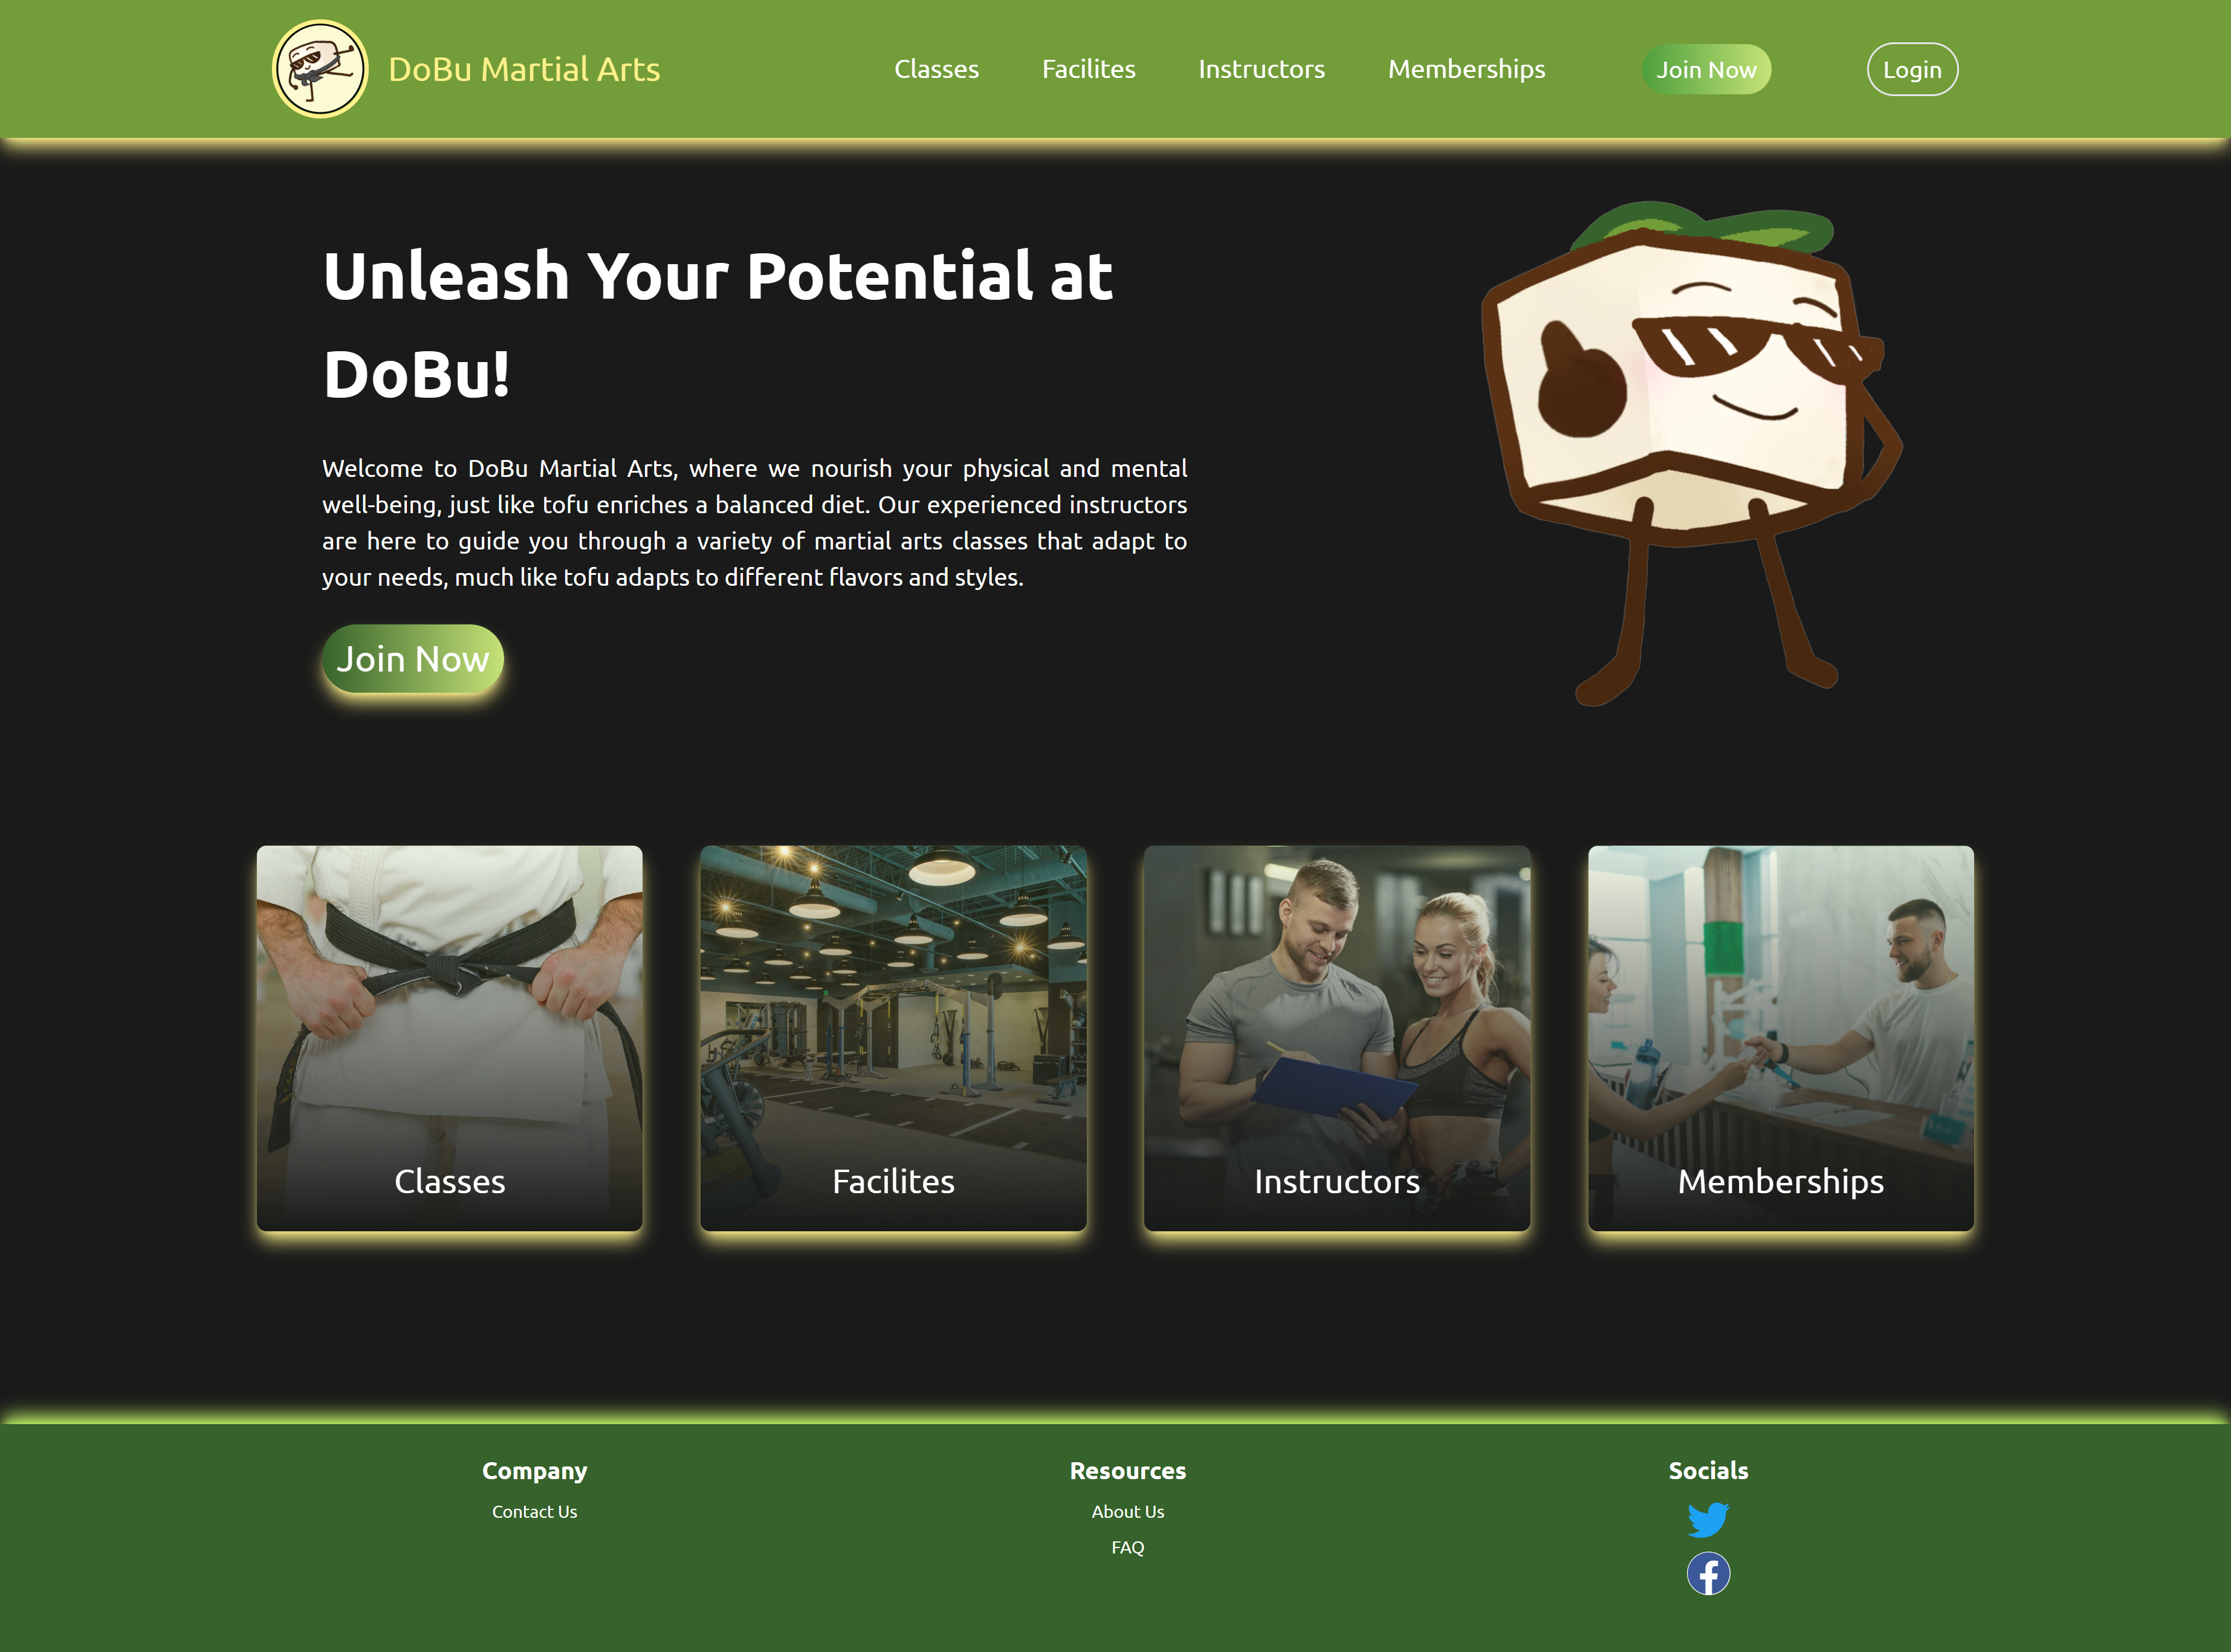 DoBu Martial Arts
Classes
Facilites
Instructors
Memberships
Join Now
Login
Unleash Your Potential at
DoBu!
Welcome to DoBu Martial Arts, where we nourish your physical and mental
well-being, just like tofu enriches a balanced diet. Our experienced instructors
are here to guide you through a variety of martial arts classes that adapt to
your needs, much like tofu adapts to different flavors and styles.
Join Now
Classes
Facilites
Instructors
Memberships
Company
Contact Us
Resources
About Us
FAQ
Socials